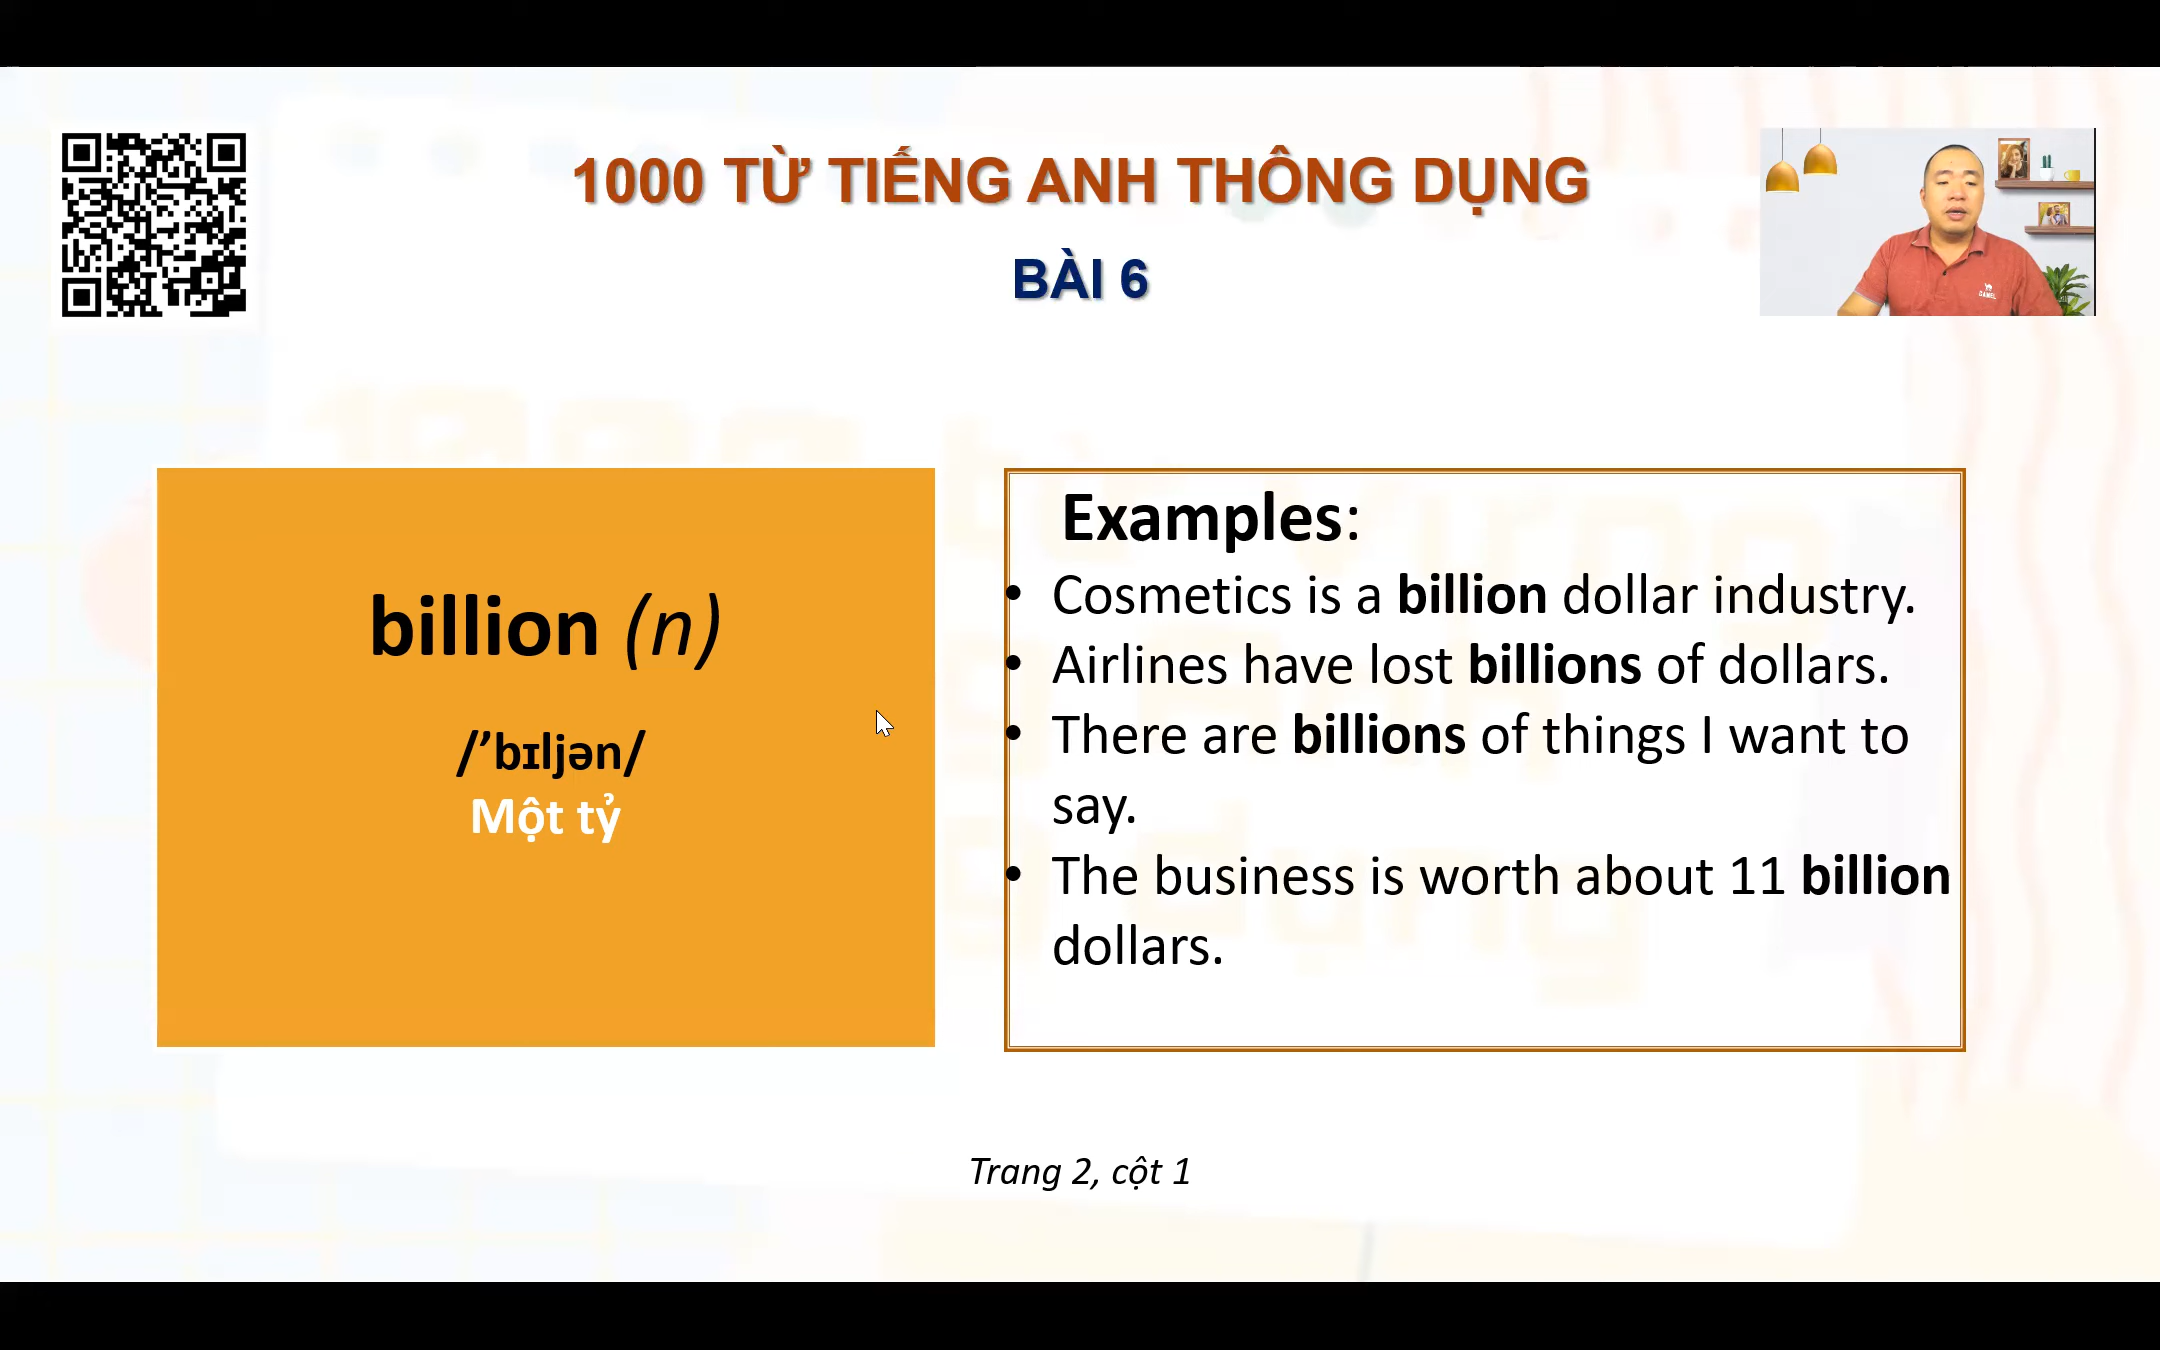 1000 TỪ TIẾNG ANH THÔNG DỤNG
BÀI 6
billion (n)
/’bɪljən/
Một tỷ
Examples:
• Cosmetics is a billion dollar industry.
• Airlines have lost billions of dollars.
• There are billions of things I want to
say.
• The business is worth about 11 billion
dollars.
Trang 2, cột 1